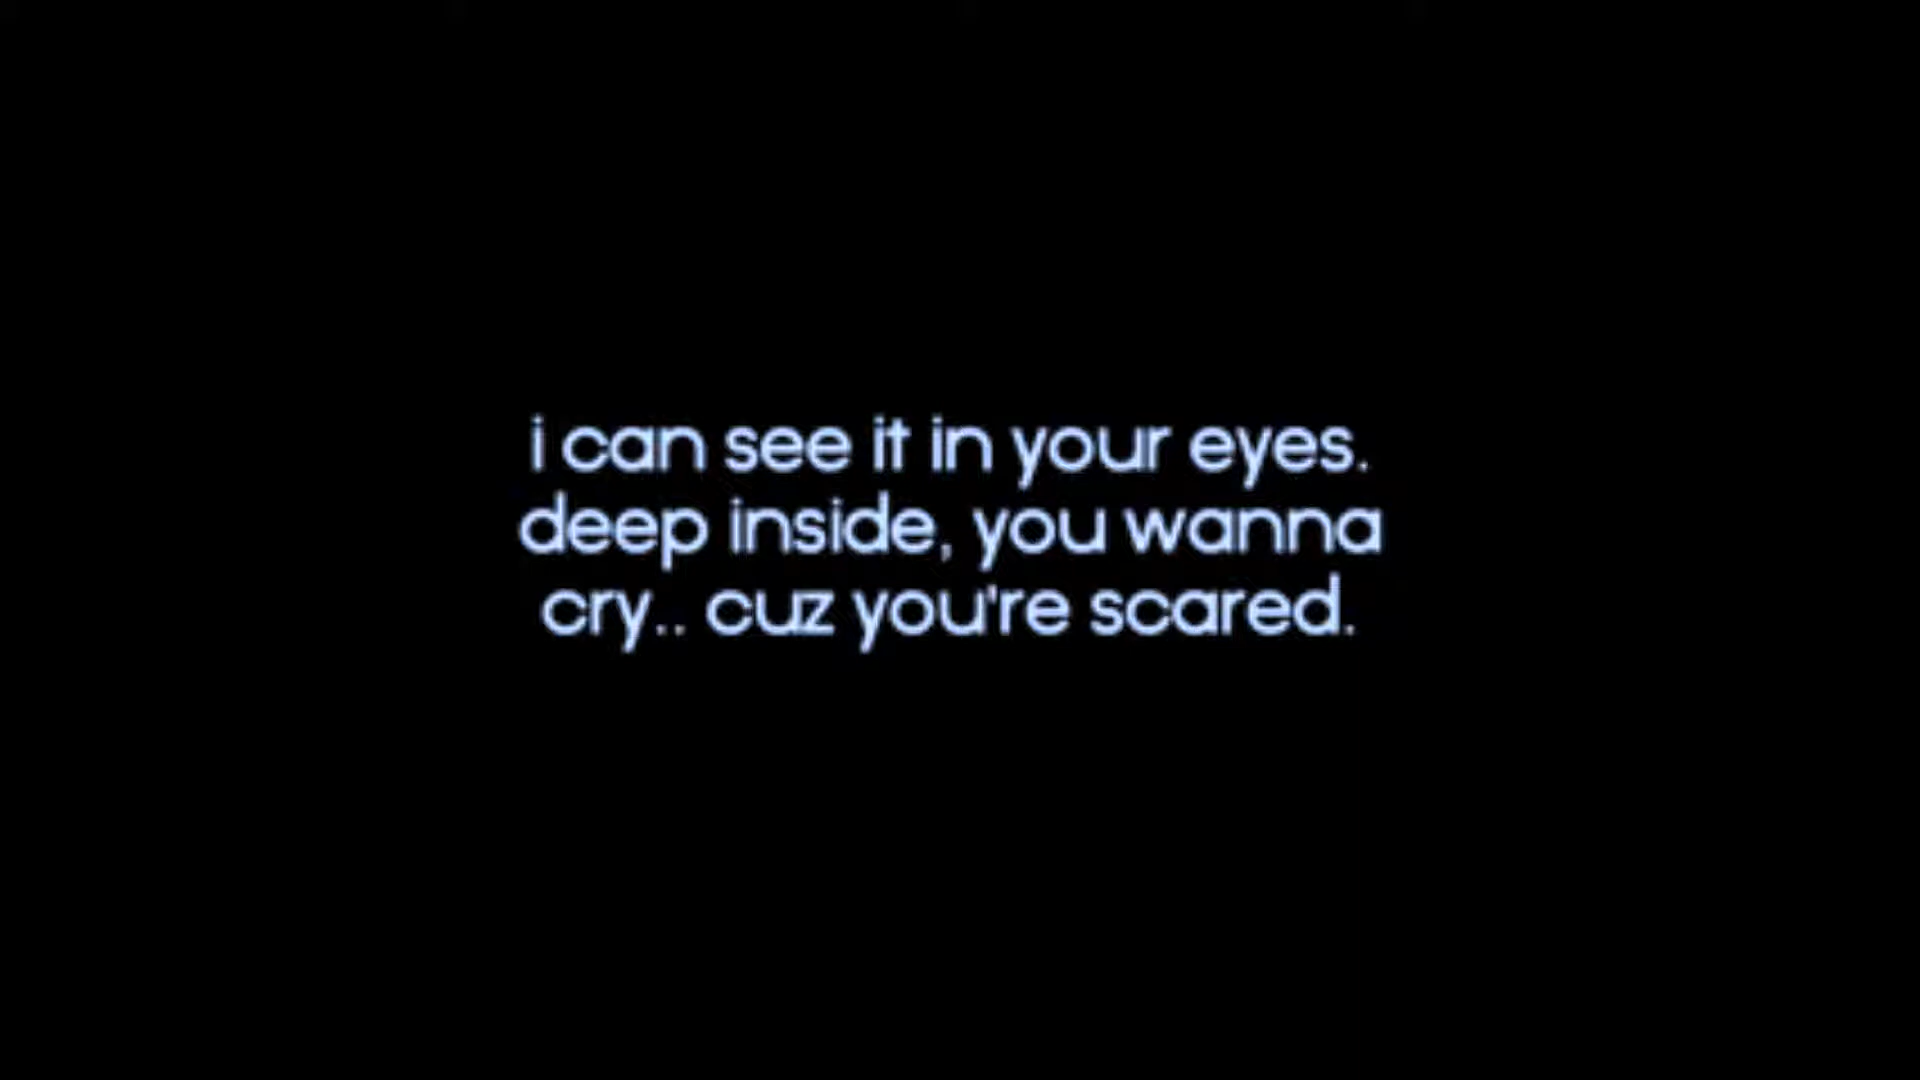 i can see it in your eyes.
deep inside, you wanna
cry.. cuz you're scared.